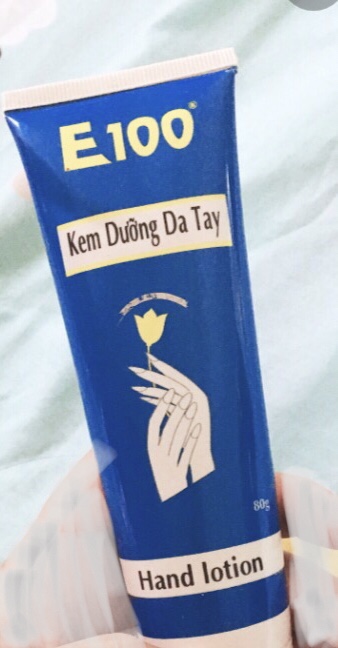 E100®
Kem Dưỡng Da Tay
80g
Hand lotion